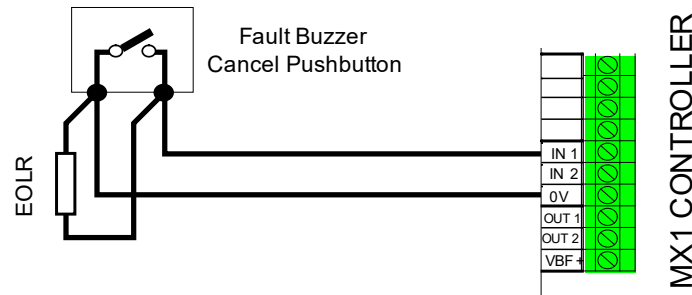 Fault Buzzer
Cancel Pushbutton
EOLR
IN 1
IN 2
0V
OUT 1
OUT 2
VBF +
MX1 CONTROLLER